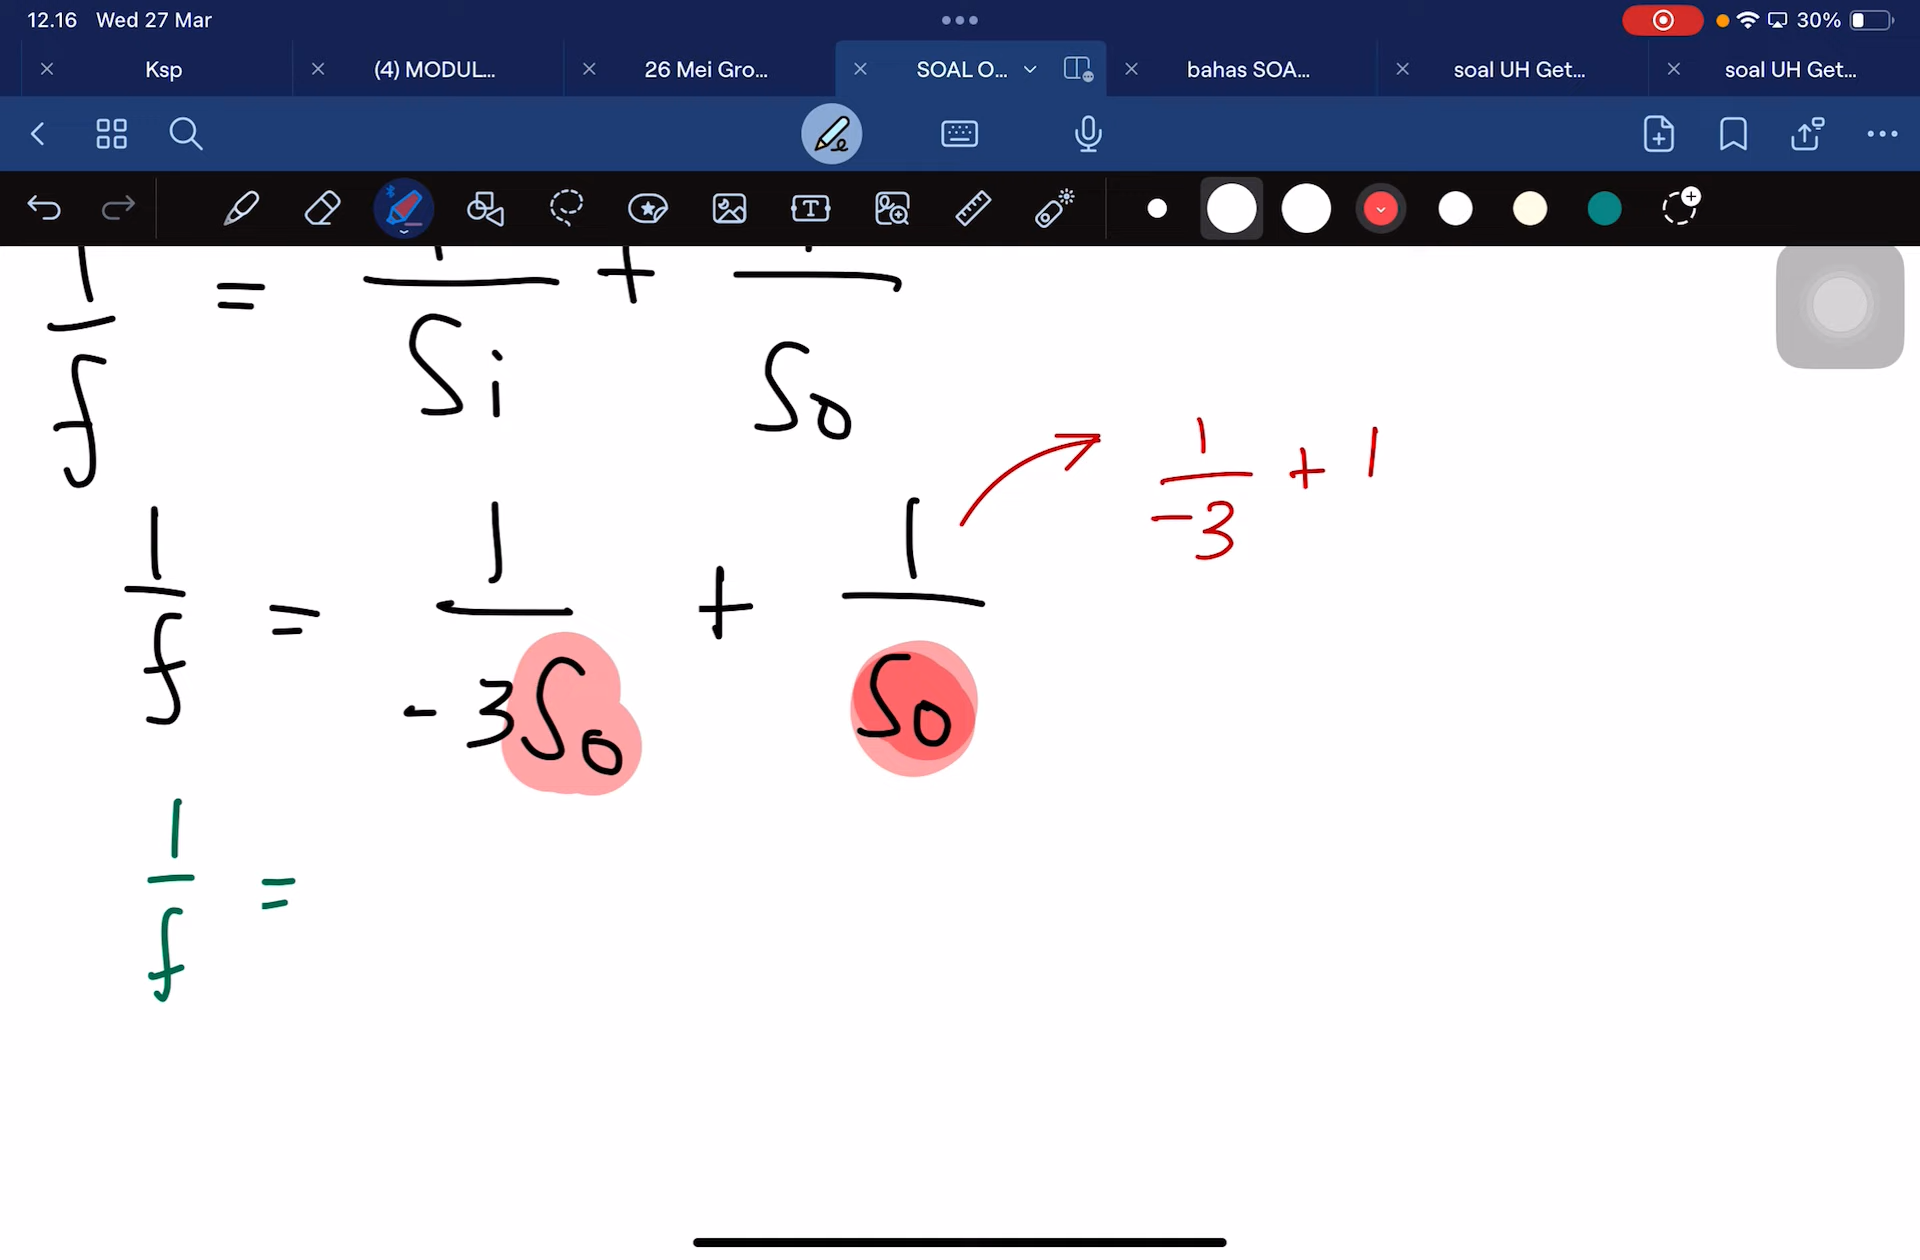 12.16 Wed 27 Mar
30%
Ksp
(4) MODUL...
26 Mei Gro...
SOAL O...
bahas SOA...
soal UH Get...
soal UH Get...
1/f = 1/Si + 1/So
1/-3 + 1
1/f = 1/-3So + 1/So
1/f =